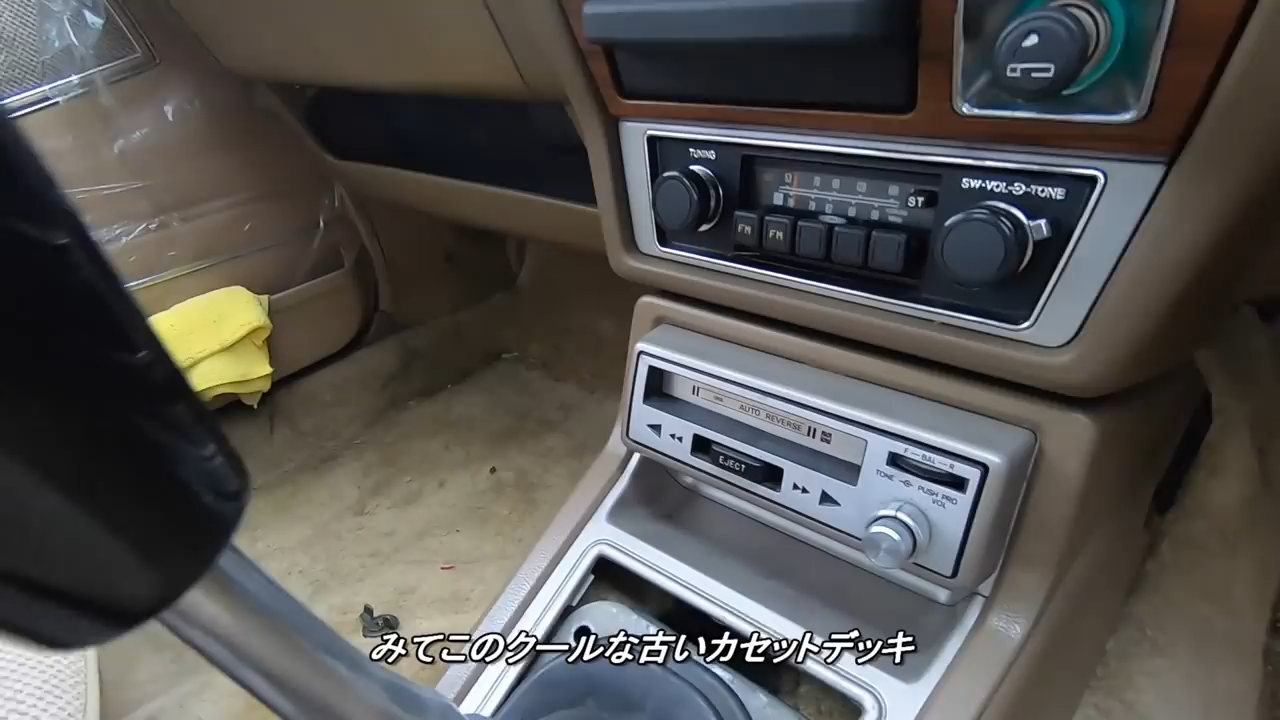 TUNING
SW-VOL-TONE
ST
FM FM
AUTO REVERSE
F-BAL-R
EJECT
TONE PUSH PRO
VOL
みてこのクールな古いカセットデッキ